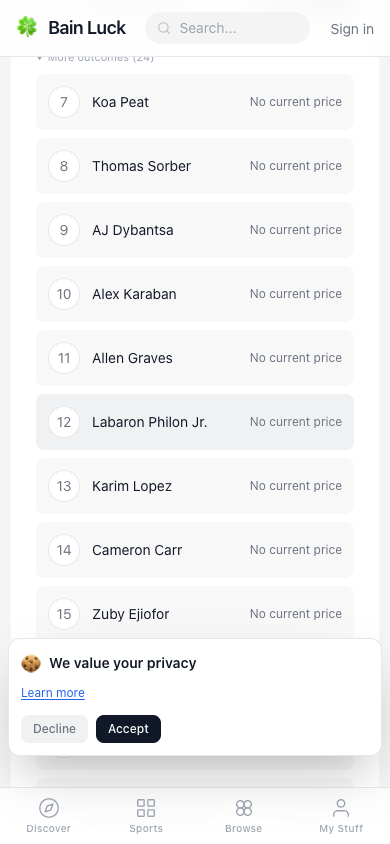 Bain Luck
Search...
Sign in
More outcomes (24)
7 Koa Peat No current price
8 Thomas Sorber No current price
9 AJ Dybantsa No current price
10 Alex Karaban No current price
11 Allen Graves No current price
12 Labaron Philon Jr. No current price
13 Karim Lopez No current price
14 Cameron Carr No current price
15 Zuby Ejiofor No current price
We value your privacy
Learn more
Decline Accept
Discover Sports Browse My Stuff